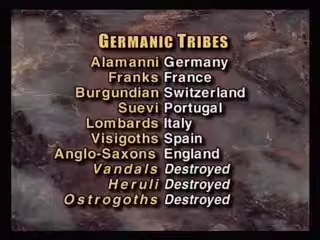 GERMANIC TRIBES
Alamanni Germany
Franks France
Burgundian Switzerland
Suevi Portugal
Lombards Italy
Visigoths Spain
Anglo-Saxons England
Vandals Destroyed
Heruli Destroyed
Ostrogoths Destroyed